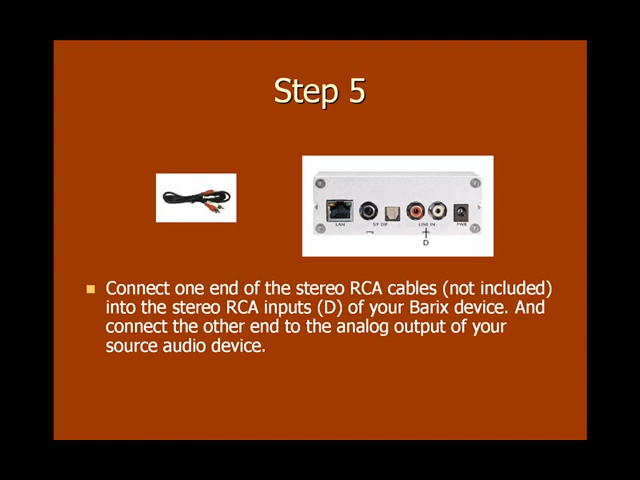 Step 5
LAN
S/P DIF
LINE IN
PWR
D
Connect one end of the stereo RCA cables (not included)
into the stereo RCA inputs (D) of your Barix device. And
connect the other end to the analog output of your
source audio device.